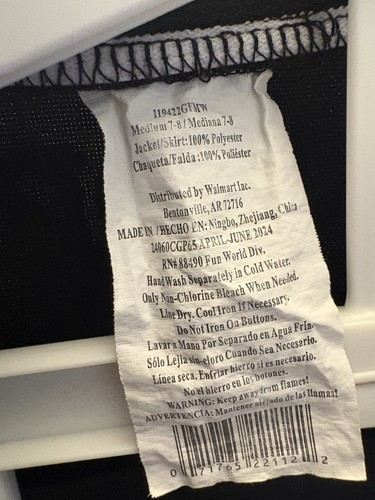 119422GFMW
Medium 7-8 / Mediana 7-8
Jacket/Skirt:100% Polyester
Chaqueta/Falda :100% Poliéster
Distributed by Walmart Inc.
Bentonville, AR 72716
MADE IN / HECHO EN: Ningbo, Zhejiang, China
24060CGP65 APRIL-JUNE 2024
RN# 88490 Fun World Div.
Hand Wash Separately in Cold Water.
Only Non-Chlorine Bleach When Needed.
Line Dry. Cool Iron If Necessary.
Do Not Iron On Buttons.
Lavar a Mano Por Separado en Agua Fría.
Sólo Lejía sin-cloro Cuando Sea Necesario.
Línea seca. Enfriar hierro si es necesario.
No el hierro en los botones.
WARNING: Keep away from flames!
ADVERTENCIA: Mantener alejado de las llamas!
0 71765 22112 2